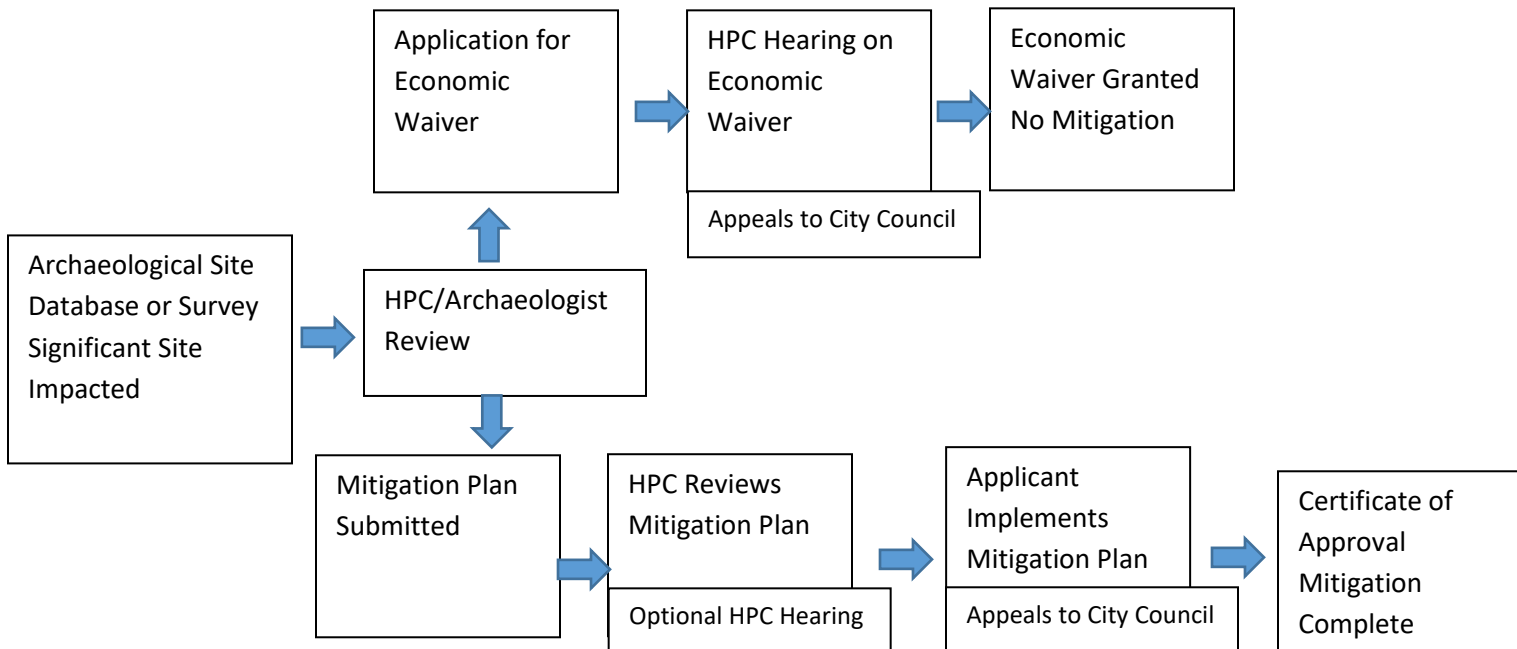 Application for
Economic
Waiver
HPC Hearing on
Economic
Waiver
Appeals to City Council
Economic
Waiver Granted
No Mitigation
Archaeological Site
Database or Survey
Significant Site
Impacted
HPC/Archaeologist
Review
Mitigation Plan
Submitted
HPC Reviews
Mitigation Plan
Optional HPC Hearing
Applicant
Implements
Mitigation Plan
Appeals to City Council
Certificate of
Approval
Mitigation
Complete